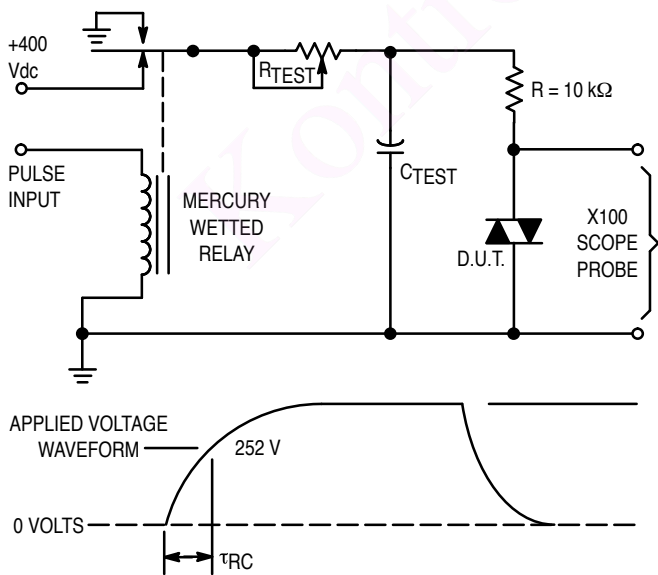 +400
Vdc
RTEST
R = 10 kΩ
PULSE
INPUT
MERCURY
WETTED
RELAY
CTEST
D.U.T.
X100
SCOPE
PROBE
APPLIED VOLTAGE
WAVEFORM
252 V
0 VOLTS
τRC